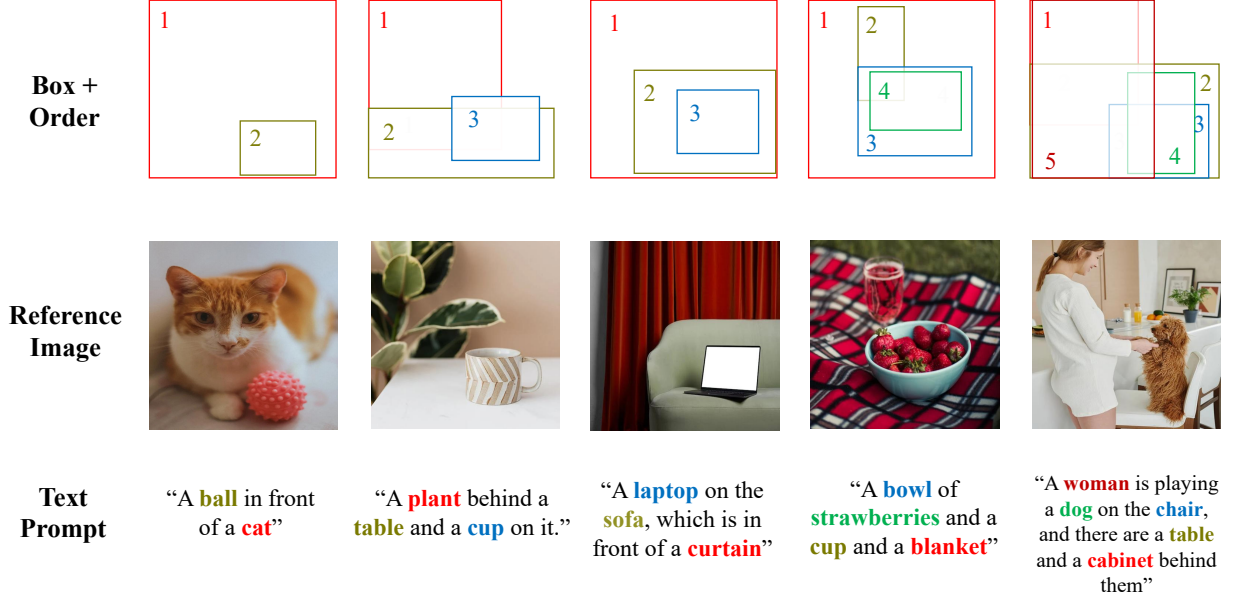 Box +
Order
1
2
1
2
3
1
2
3
1
2
4
3
1
2
3
4
5
Reference
Image
Text
Prompt
“A ball in front
of a cat”
“A plant behind a
table and a cup on it.”
“A laptop on the
sofa, which is in
front of a curtain”
“A bowl of
strawberries and a
cup and a blanket”
“A woman is playing
a dog on the chair,
and there are a table
and a cabinet behind
them”